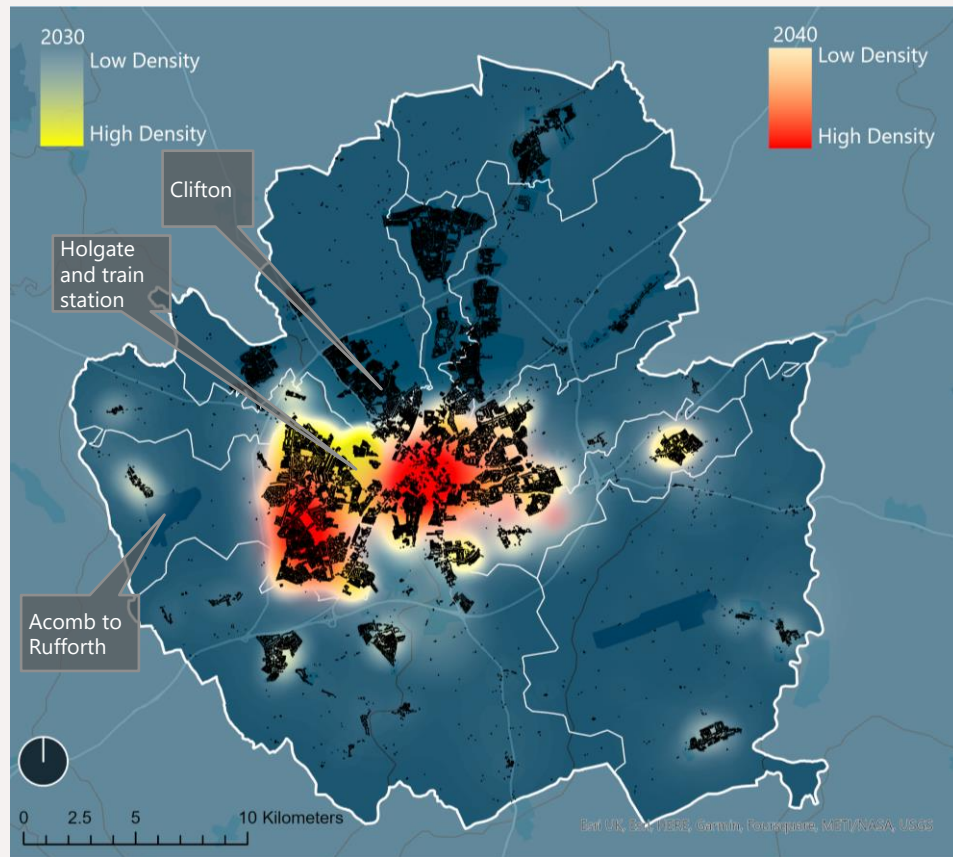 2030
Low Density
High Density
2040
Low Density
High Density
Clifton
Holgate
and train
station
Acomb to
Rufforth
0 2.5 5 10 Kilometers
Esri UK, Esri, HERE, Garmin, Foursquare, METI/NASA, USGS